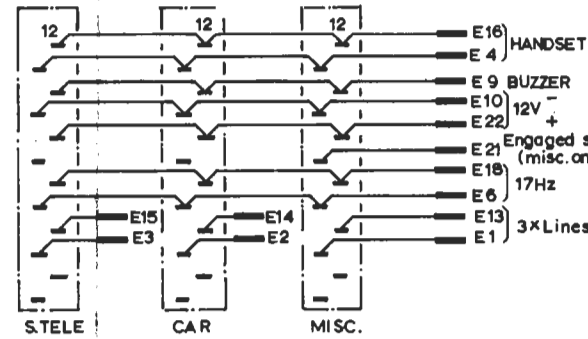 12 12 12 E16
E4 HANDSET
E9 BUZZER
E10 12V −
E22 +
E21 Engaged s
(misc.on
E18
E6 17Hz
E15 E14 E13
E3 E2 E1 3×Lines
S.TELE CAR MISC.